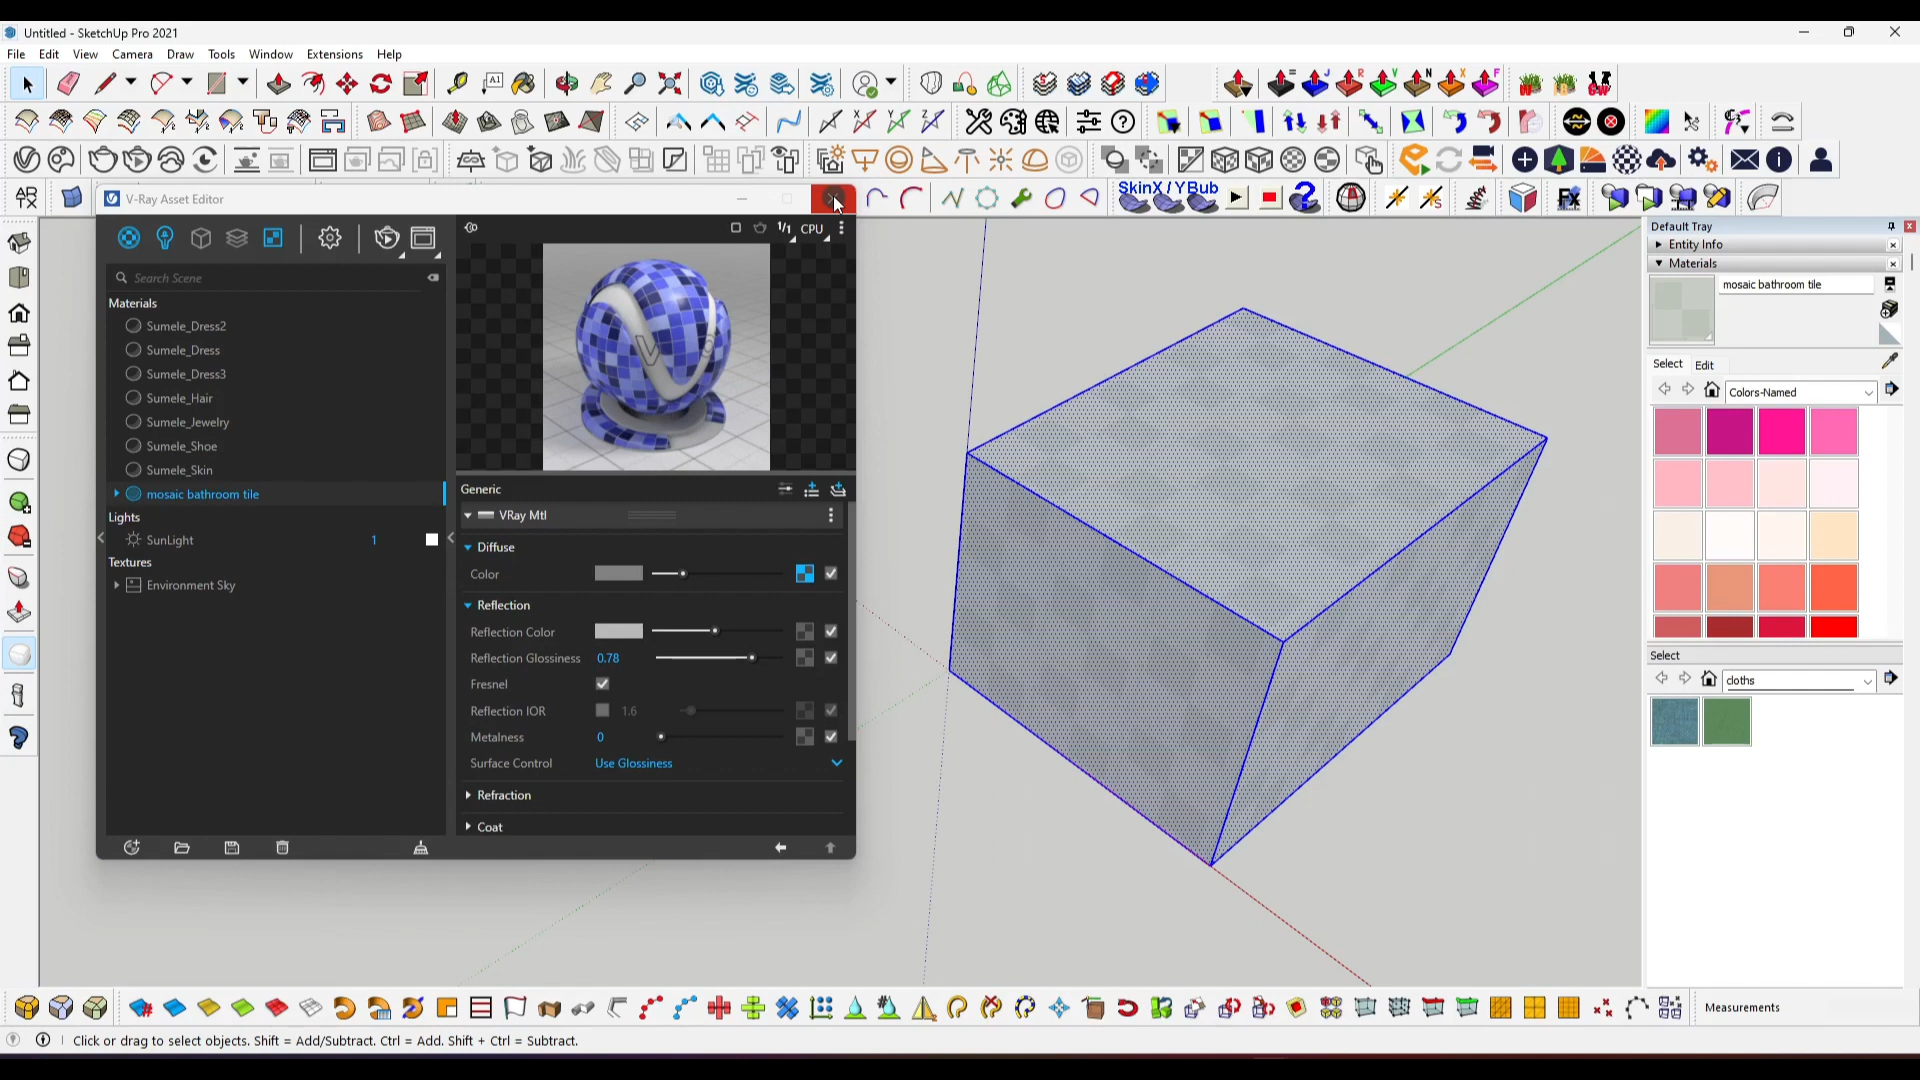 Untitled - SketchUp Pro 2021
File Edit View Camera Draw Tools Window Extensions Help
SkinX / YBub
V-Ray Asset Editor
1/1 CPU
Search Scene
Materials
Sumele_Dress2
Sumele_Dress
Sumele_Dress3
Sumele_Hair
Sumele_Jewelry
Sumele_Shoe
Sumele_Skin
mosaic bathroom tile
Lights
SunLight 1
Textures
Environment Sky
Generic
VRay Mtl
Diffuse
Color
Reflection
Reflection Color
Reflection Glossiness 0.78
Fresnel
Reflection IOR 1.6
Metalness 0
Surface Control Use Glossiness
Refraction
Coat
Default Tray
Entity Info
Materials
mosaic bathroom tile
Select Edit
Colors-Named
Select
cloths
Measurements
Click or drag to select objects. Shift = Add/Subtract. Ctrl = Add. Shift + Ctrl = Subtract.